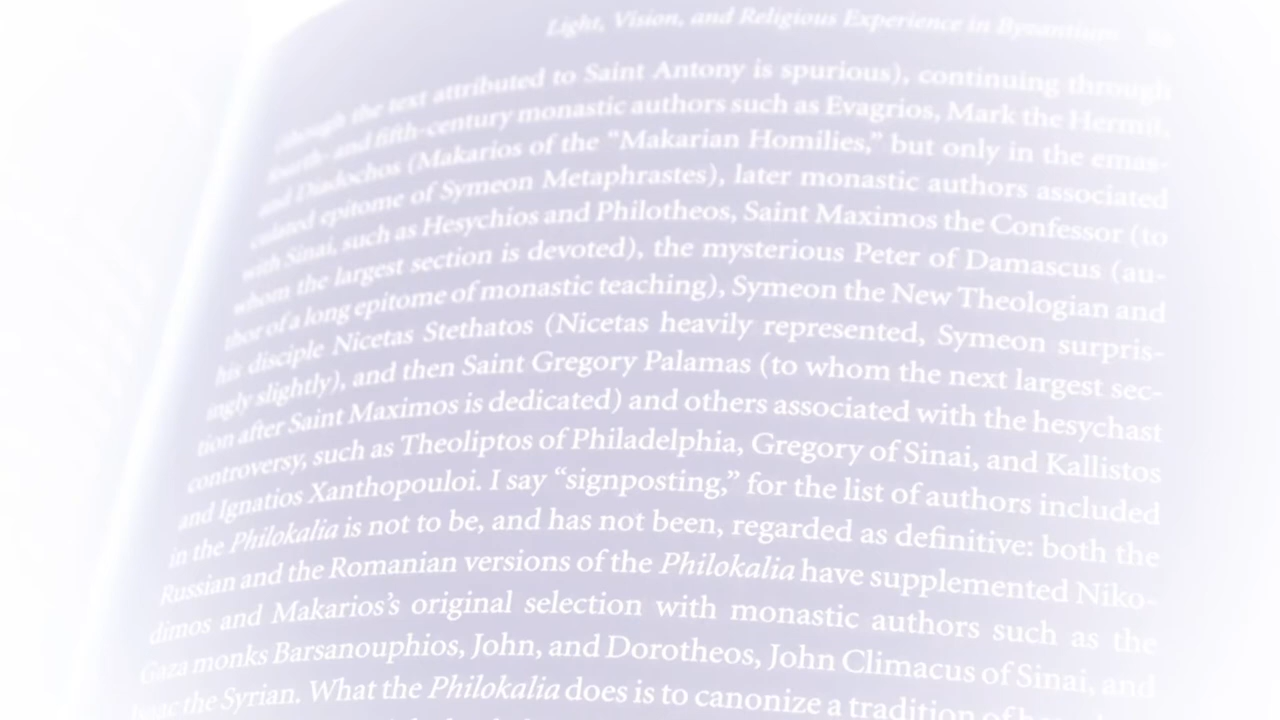 Light, Vision, and Religious Experience in Byzantium
though the text attributed to Saint Antony is spurious), continuing through
fourth- and fifth-century monastic authors such as Evagrios, Mark the Hermit,
and Diadochos (Makarios of the “Makarian Homilies,” but only in the emas-
culated epitome of Symeon Metaphrastes), later monastic authors associated
with Sinai, such as Hesychios and Philotheos, Saint Maximos the Confessor (to
whom the largest section is devoted), the mysterious Peter of Damascus (au-
thor of a long epitome of monastic teaching), Symeon the New Theologian and
his disciple Nicetas Stethatos (Nicetas heavily represented, Symeon surpris-
ingly slightly), and then Saint Gregory Palamas (to whom the next largest sec-
tion after Saint Maximos is dedicated) and others associated with the hesychast
controversy, such as Theoliptos of Philadelphia, Gregory of Sinai, and Kallistos
and Ignatios Xanthopouloi. I say “signposting,” for the list of authors included
in the Philokalia is not to be, and has not been, regarded as definitive: both the
Russian and the Romanian versions of the Philokalia have supplemented Niko-
dimos and Makarios’s original selection with monastic authors such as the
Gaza monks Barsanouphios, John, and Dorotheos, John Climacus of Sinai, and
Isaac the Syrian. What the Philokalia does is to canonize a tradition of